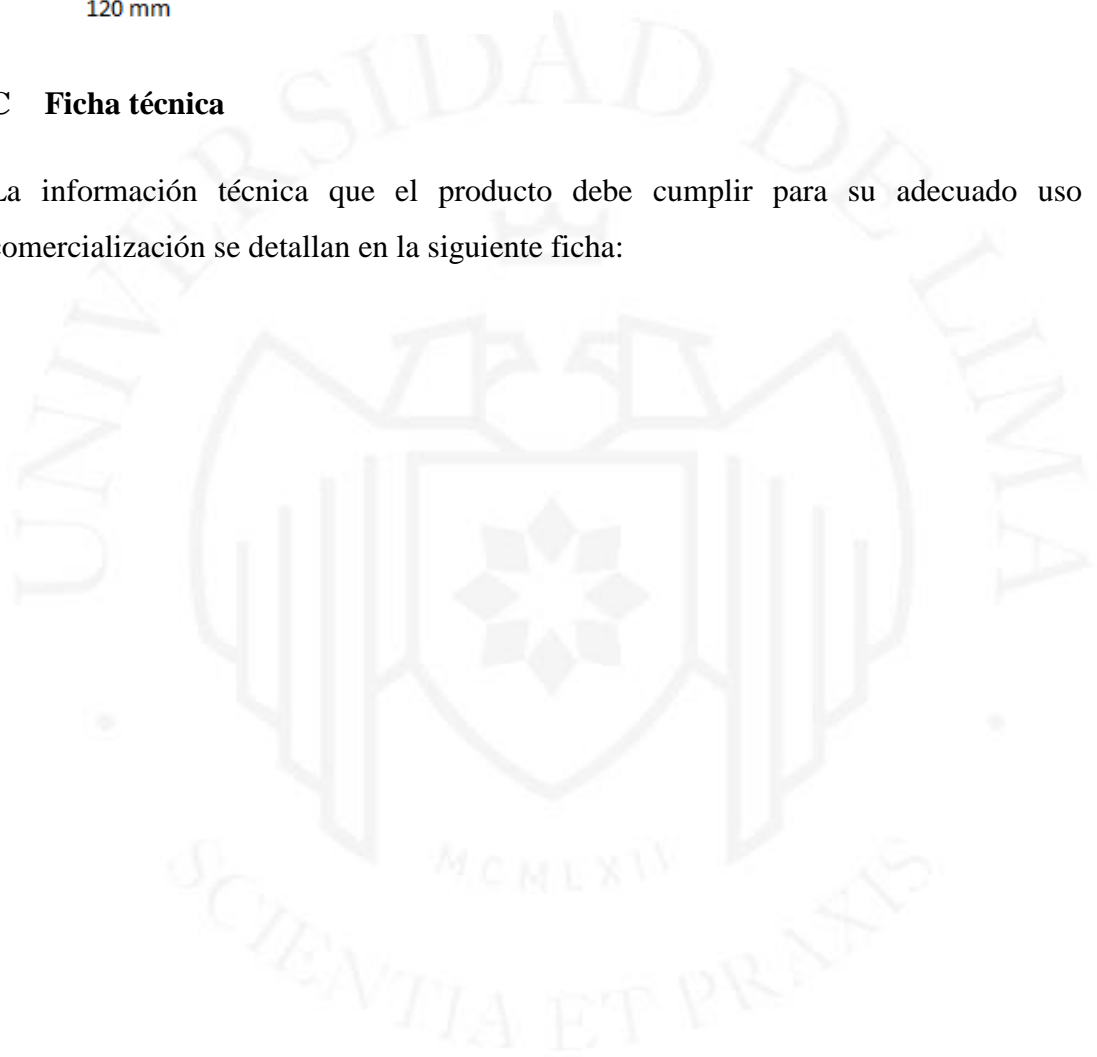 120 mm
C Ficha técnica
La información técnica que el producto debe cumplir para su adecuado uso
comercialización se detallan en la siguiente ficha:
UNIVERSIDAD DE LIMA
MCMLXII
SCIENTIA ET PRAXIS